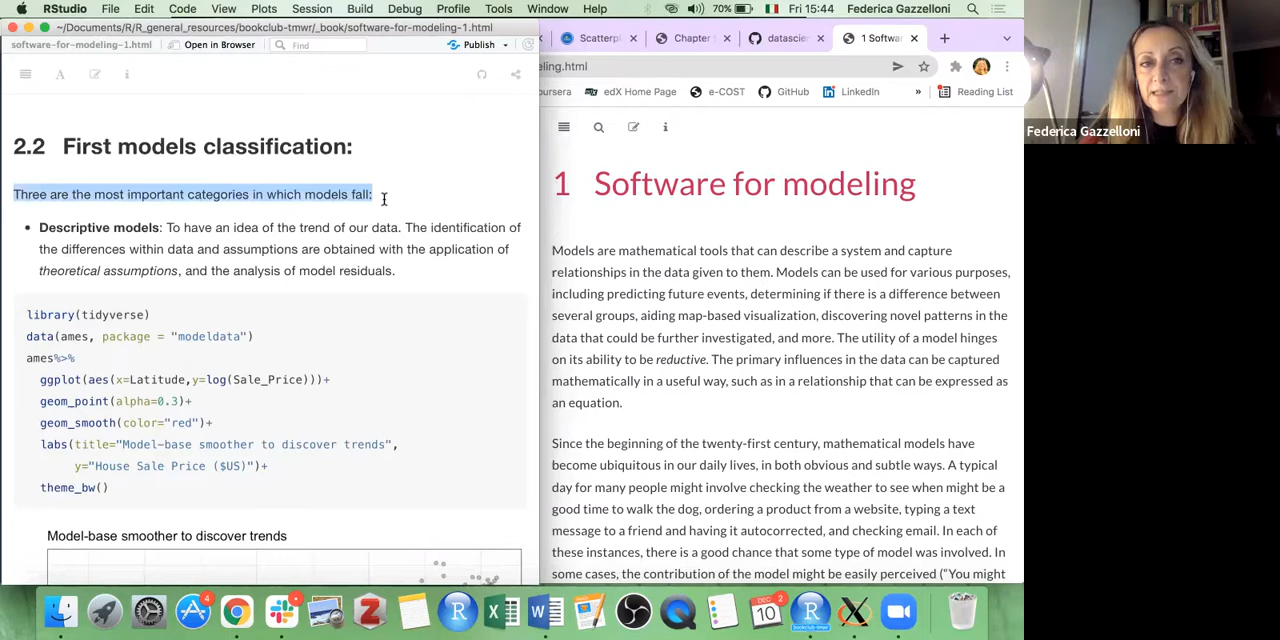 RStudio File Edit Code View Plots Session Build Debug Profile Tools Window Help 70% Fri 15:44 Federica Gazzelloni
~/Documents/R/R_general_resources/bookclub-tmwr/_book/software-for-modeling-1.html
software-for-modeling-1.html Open in Browser Find Publish
A i
2.2 First models classification:
Three are the most important categories in which models fall:
• Descriptive models: To have an idea of the trend of our data. The identification of
the differences within data and assumptions are obtained with the application of
theoretical assumptions, and the analysis of model residuals.
library(tidyverse)
data(ames, package = "modeldata")
ames%>%
ggplot(aes(x=Latitude,y=log(Sale_Price)))+
geom_point(alpha=0.3)+
geom_smooth(color="red")+
labs(title="Model-base smoother to discover trends",
y="House Sale Price ($US)")+
theme_bw()
Model-base smoother to discover trends
Scatterpl Chapter datascien 1 Softwar
eling.html
oursera edX Home Page e-COST GitHub LinkedIn » Reading List
i
1 Software for modeling
Models are mathematical tools that can describe a system and capture
relationships in the data given to them. Models can be used for various purposes,
including predicting future events, determining if there is a difference between
several groups, aiding map-based visualization, discovering novel patterns in the
data that could be further investigated, and more. The utility of a model hinges
on its ability to be reductive. The primary influences in the data can be captured
mathematically in a useful way, such as in a relationship that can be expressed as
an equation.
Since the beginning of the twenty-first century, mathematical models have
become ubiquitous in our daily lives, in both obvious and subtle ways. A typical
day for many people might involve checking the weather to see when might be a
good time to walk the dog, ordering a product from a website, typing a text
message to a friend and having it autocorrected, and checking email. In each of
these instances, there is a good chance that some type of model was involved. In
some cases, the contribution of the model might be easily perceived ("You might
Federica Gazzelloni
4
DEC 2
10
bookclub-tmwr